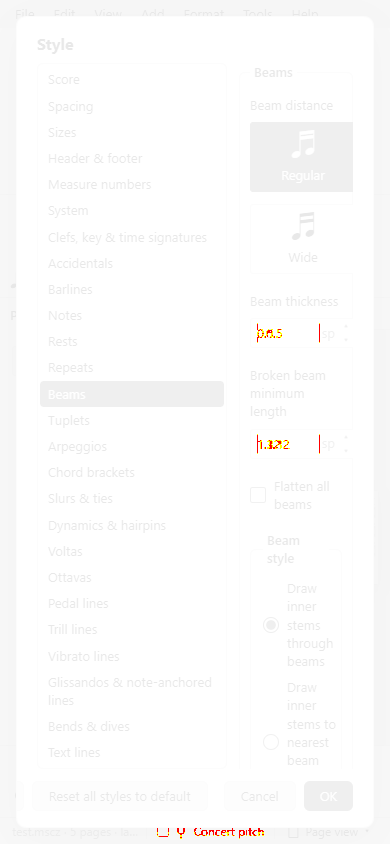 File Edit View Add Format Tools Help
Style
Score
Spacing
Sizes
Header & footer
Measure numbers
System
Clefs, key & time signatures
Accidentals
Barlines
Notes
Rests
Repeats
Beams
Tuplets
Arpeggios
Chord brackets
Slurs & ties
Dynamics & hairpins
Voltas
Ottavas
Pedal lines
Trill lines
Vibrato lines
Glissandos & note-anchored
lines
Bends & dives
Text lines
Beams
Beam distance
Regular
Wide
Beam thickness
sp
Broken beam
minimum
length
sp
Flatten all
beams
Beam
style
Draw
inner
stems
through
beams
Draw
inner
stems to
nearest
beam
Reset all styles to default
Cancel
OK
Concert pitch
Page view